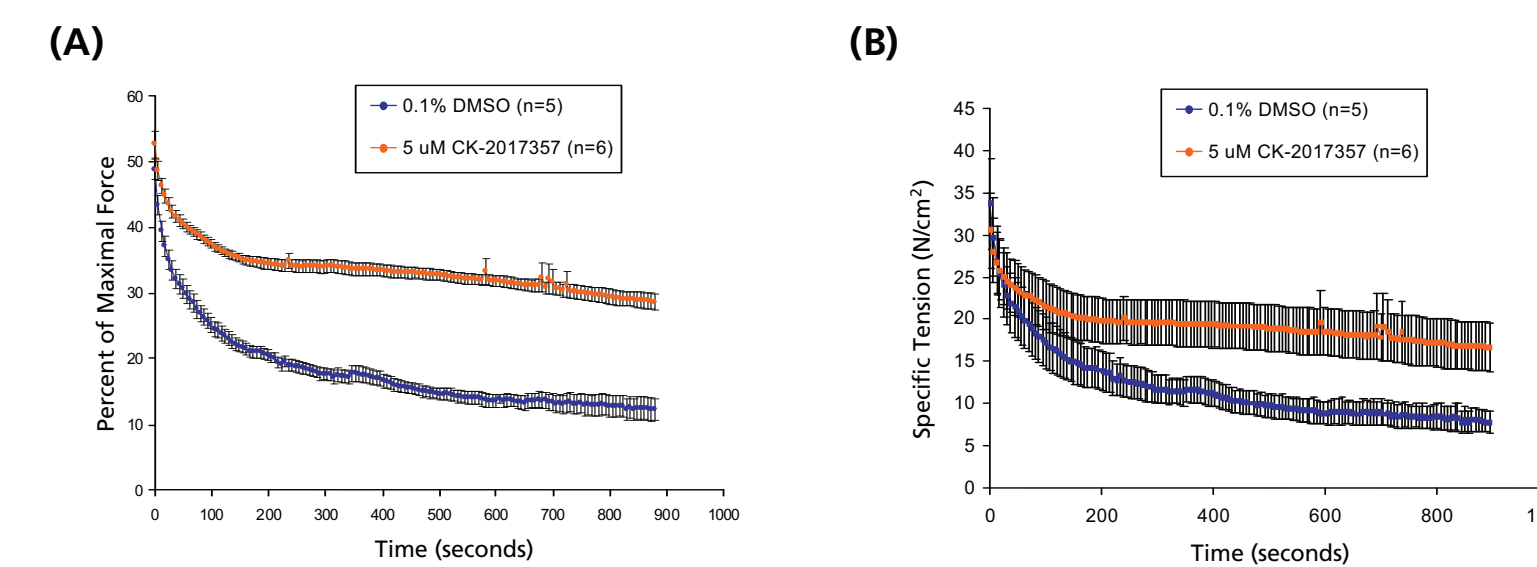 (A)
60
50
40
30
20
10
0
Percent of Maximal Force
0.1% DMSO (n=5)
5 uM CK-2017357 (n=6)
0 100 200 300 400 500 600 700 800 900 1000
Time (seconds)
(B)
45
40
35
30
25
20
15
10
5
0
Specific Tension (N/cm²)
0.1% DMSO (n=5)
5 uM CK-2017357 (n=6)
0 200 400 600 800 1
Time (seconds)